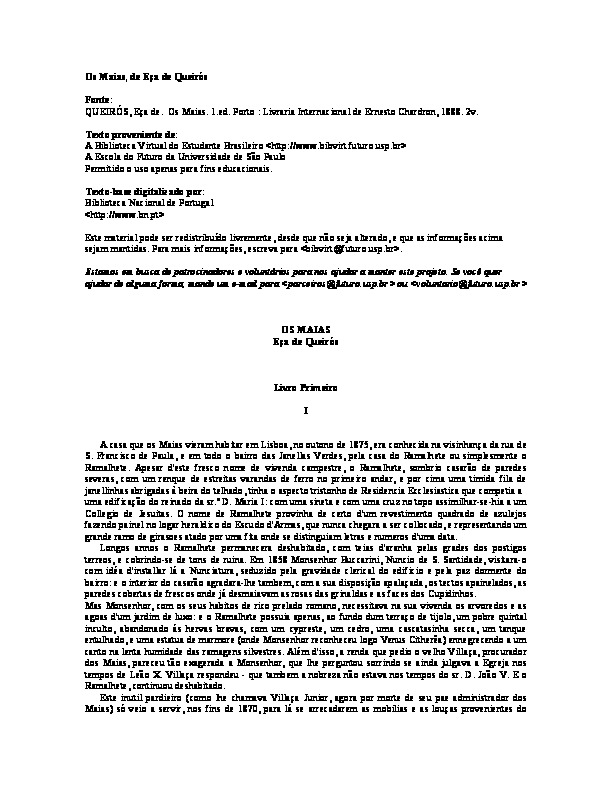 Os Maias, de Eça de Queirós
Fonte:
QUEIRÓS, Eça de. Os Maias. 1.ed. Porto : Livraria Internacional de Ernesto Chardron, 1888. 2v.
Texto proveniente de:
A Biblioteca Virtual do Estudante Brasileiro <http://www.bibvirt.futuro.usp.br>
A Escola do Futuro da Universidade de São Paulo
Permitido o uso apenas para fins educacionais.
Texto-base digitalizado por:
Biblioteca Nacional de Portugal
<http://www.bn.pt>
Este material pode ser redistribuído livremente, desde que não seja alterado, e que as informações acima
sejam mantidas. Para mais informações, escreva para <bibvirt@futuro.usp.br>.
Estamos em busca de patrocinadores e voluntários para nos ajudar a manter este projeto. Se você quer
ajudar de alguma forma, mande um e-mail para <parceiros@futuro.usp.br> ou <voluntario@futuro.usp.br>
OS MAIAS
Eça de Queirós
Livro Primeiro
I
A casa que os Maias vieram habitar em Lisboa, no outono de 1875, era conhecida na visinhança da rua de
S. Francisco de Paula, e em todo o bairro das Janellas Verdes, pela casa do Ramalhete ou simplesmente o
Ramalhete. Apesar d'este fresco nome de vivenda campestre, o Ramalhete, sombrio casarão de paredes
severas, com um renque de estreitas varandas de ferro no primeiro andar, e por cima uma timida fila de
janellinhas abrigadas á beira do telhado, tinha o aspecto tristonho de Residencia Ecclesiastica que competia a
uma edificação do reinado da sr.ª D. Maria I: com uma sineta e com uma cruz no topo assimilhar-se-hia a um
Collegio de Jesuitas. O nome de Ramalhete provinha de certo d'um revestimento quadrado de azulejos
fazendo painel no logar heraldico do Escudo d'Armas, que nunca chegara a ser collocado, e representando um
grande ramo de girasoes atado por uma fita onde se distinguiam letras e numeros d'uma data.
Longos annos o Ramalhete permanecera deshabitado, com teias d'aranha pelas grades dos postigos
terreos, e cobrindo-se de tons de ruina. Em 1858 Monsenhor Buccarini, Nuncio de S. Santidade, visitara-o
com idéa d'installar lá a Nunciatura, seduzido pela gravidade clerical do edificio e pela paz dormente do
bairro: e o interior do casarão agradara-lhe tambem, com a sua disposição apalaçada, os tectos apainelados, as
paredes cobertas de frescos onde já desmaiavam as rosas das grinaldas e as faces dos Cupidinhos.
Mas Monsenhor, com os seus habitos de rico prelado romano, necessitava na sua vivenda os arvoredos e as
agoas d'um jardim de luxo: e o Ramalhete possuia apenas, ao fundo dum terraço de tijolo, um pobre quintal
inculto, abandonado ás hervas bravas, com um cypreste, um cedro, uma cascatasinha secca, um tanque
entulhado, e uma estatua de marmore (onde Monsenhor reconheceu logo Venus Citherêa) ennegrecendo a um
canto na lenta humidade das ramagens silvestres. Além d'isso, a renda que pedio o velho Villaça, procurador
dos Maias, pareceu tão exagerada a Monsenhor, que lhe perguntou sorrindo se ainda julgava a Egreja nos
tempos de Leão X. Villaça respondeu - que tambem a nobreza não estava nos tempos do sr. D. João V. E o
Ramalhete, continuou deshabitado.
Este inutil pardieiro (como lhe chamava Villaça Junior, agora por morte de seu pae administrador dos
Maias) só veio a servir, nos fins de 1870, para lá se arrecadarem as mobilias e as louças provenientes do